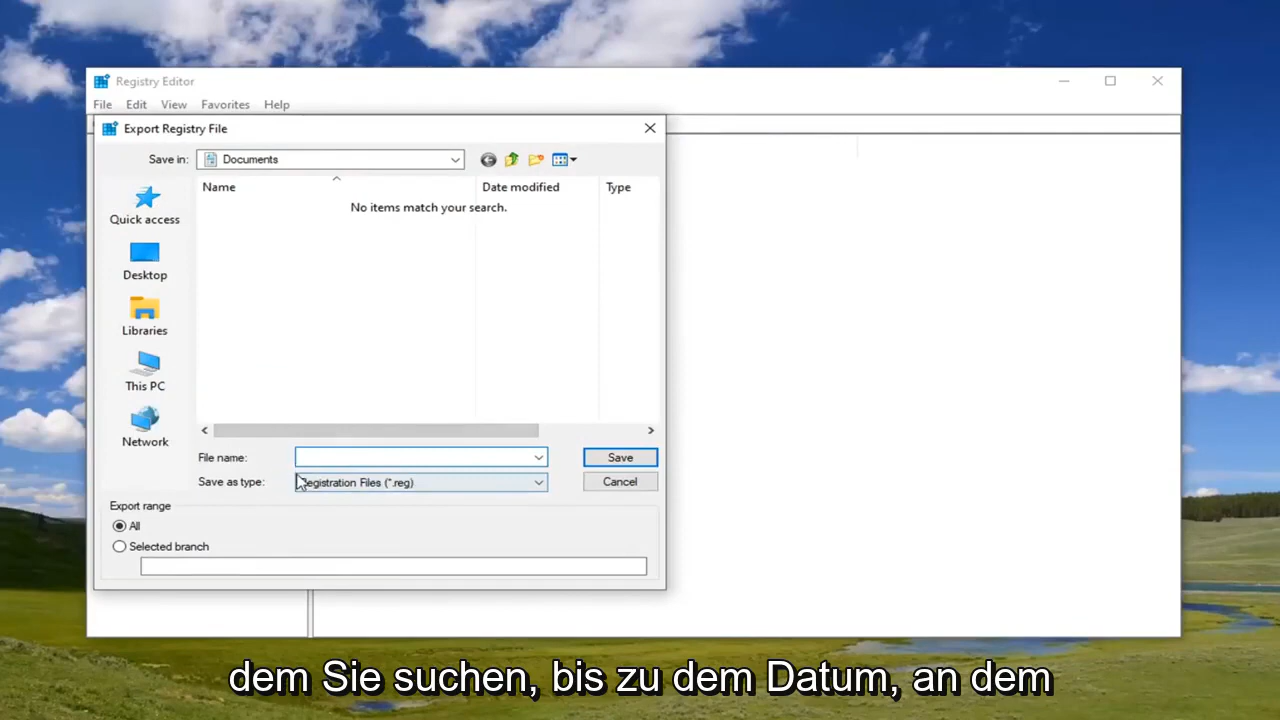 Registry Editor
File Edit View Favorites Help
Export Registry File
Save in: Documents
Name Date modified Type
No items match your search.
Quick access
Desktop
Libraries
This PC
Network
File name: Save
Save as type: Registration Files (*.reg) Cancel
Export range
All
Selected branch
dem Sie suchen, bis zu dem Datum, an dem